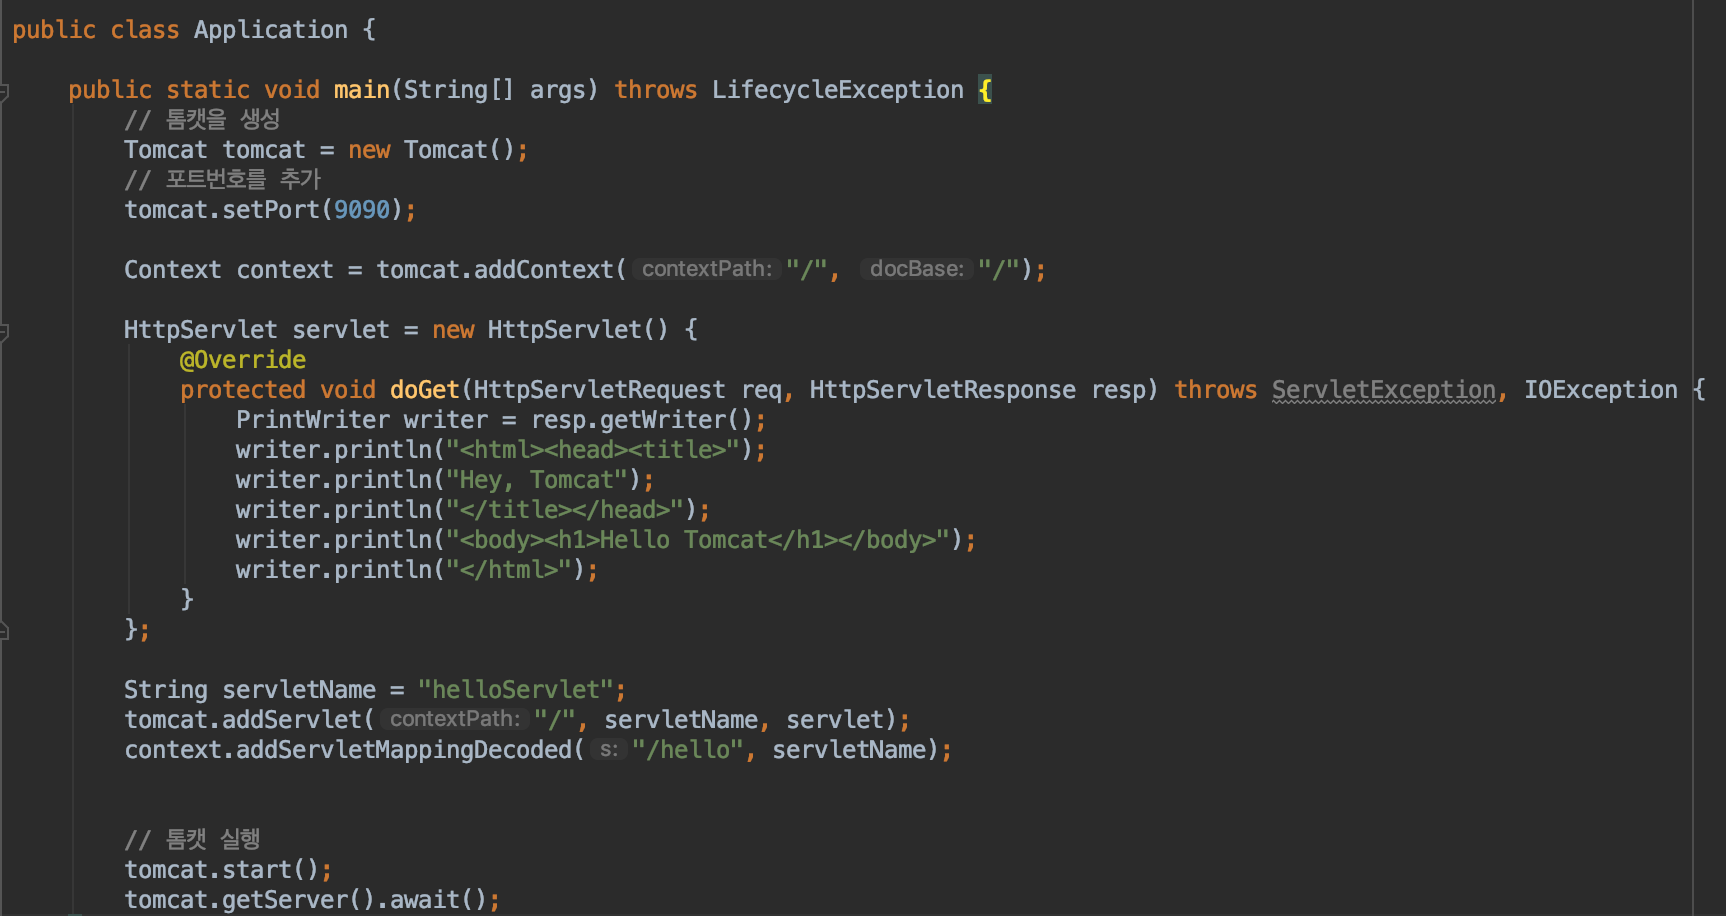 public class Application {
public static void main(String[] args) throws LifecycleException {
// 톰캣을 생성
Tomcat tomcat = new Tomcat();
// 포트번호를 추가
tomcat.setPort(9090);
Context context = tomcat.addContext( contextPath: "/", docBase: "/");
HttpServlet servlet = new HttpServlet() {
@Override
protected void doGet(HttpServletRequest req, HttpServletResponse resp) throws ServletException, IOException {
PrintWriter writer = resp.getWriter();
writer.println("<html><head><title>");
writer.println("Hey, Tomcat");
writer.println("</title></head>");
writer.println("<body><h1>Hello Tomcat</h1></body>");
writer.println("</html>");
}
};
String servletName = "helloServlet";
tomcat.addServlet( contextPath: "/", servletName, servlet);
context.addServletMappingDecoded( s: "/hello", servletName);
// 톰캣 실행
tomcat.start();
tomcat.getServer().await();